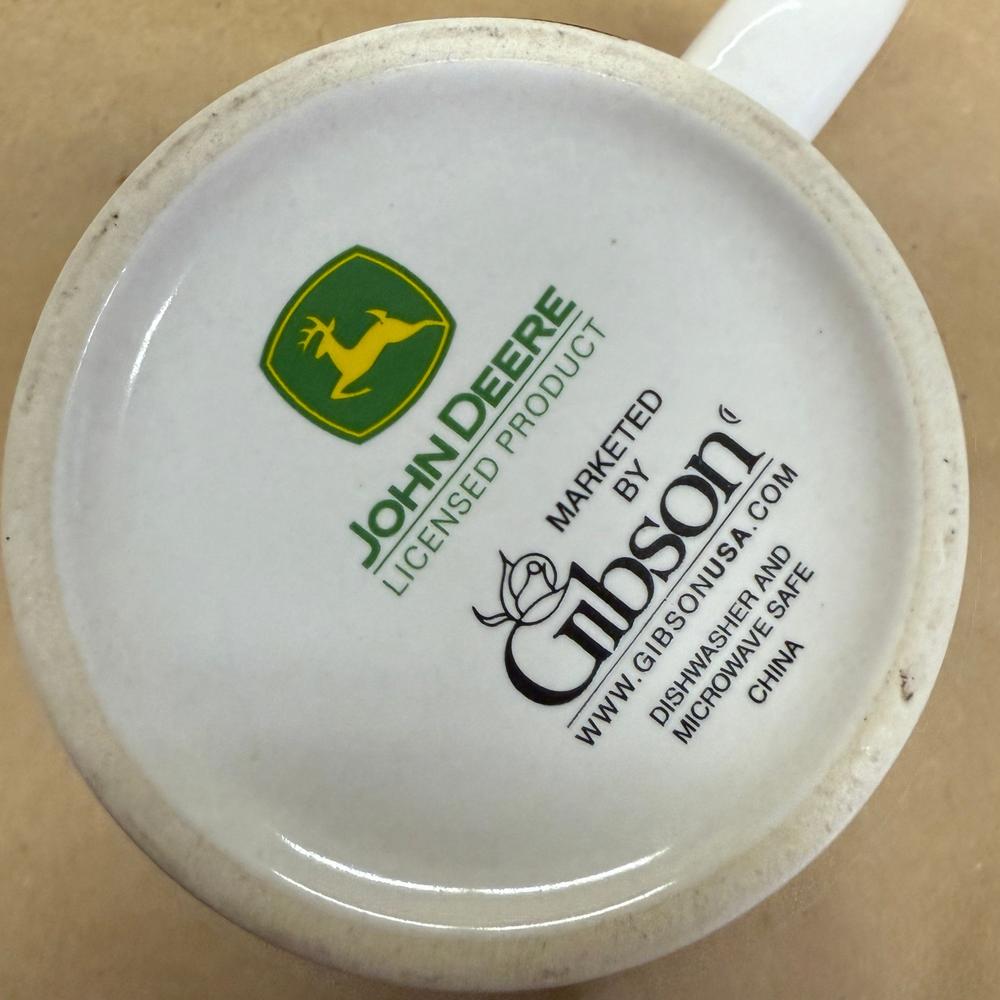 JOHN DEERE
LICENSED PRODUCT
MARKETED
BY
Gibson
WWW.GIBSONUSA.COM
DISHWASHER AND
MICROWAVE SAFE
CHINA